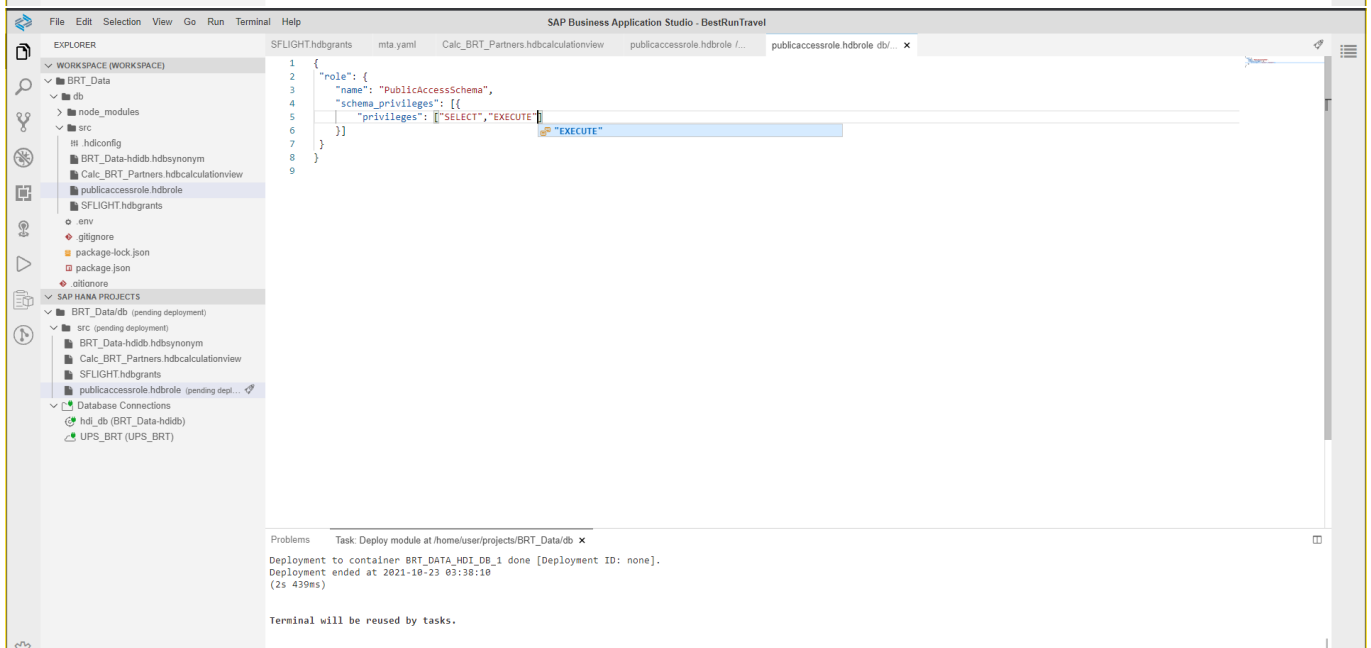 File Edit Selection View Go Run Terminal Help SAP Business Application Studio - BestRunTravel
EXPLORER
WORKSPACE (WORKSPACE)
BRT_Data
db
node_modules
src
.hdiconfig
BRT_Data-hdidb.hdbsynonym
Calc_BRT_Partners.hdbcalculationview
publicaccessrole.hdbrole
SFLIGHT.hdbgrants
.env
.gitignore
package-lock.json
package.json
.gitignore
SAP HANA PROJECTS
BRT_Data/db (pending deployment)
src (pending deployment)
BRT_Data-hdidb.hdbsynonym
Calc_BRT_Partners.hdbcalculationview
SFLIGHT.hdbgrants
publicaccessrole.hdbrole (pending depl...
Database Connections
hdi_db (BRT_Data-hdidb)
UPS_BRT (UPS_BRT)
SFLIGHT.hdbgrants mta.yaml Calc_BRT_Partners.hdbcalculationview publicaccessrole.hdbrole /... publicaccessrole.hdbrole db/...
1 {
2 "role": {
3 "name": "PublicAccessSchema",
4 "schema_privileges": [{
5 "privileges": ["SELECT","EXECUTE"]
6 }]
7 }
8 }
9
"EXECUTE"
Problems Task: Deploy module at /home/user/projects/BRT_Data/db
Deployment to container BRT_DATA_HDI_DB_1 done [Deployment ID: none].
Deployment ended at 2021-10-23 03:38:10
(2s 439ms)
Terminal will be reused by tasks.